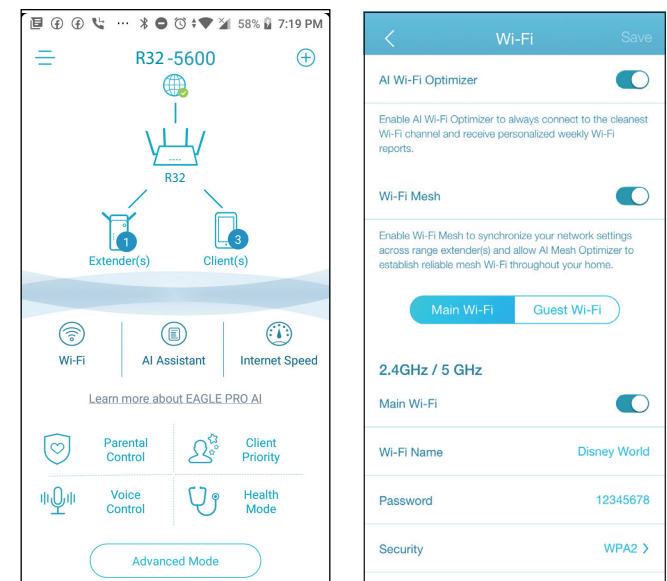 58% 7:19 PM
R32-5600
R32
1
Extender(s)
3
Client(s)
Wi-Fi
AI Assistant
Internet Speed
Learn more about EAGLE PRO AI
Parental
Control
Client
Priority
Voice
Control
Health
Mode
Advanced Mode
Wi-Fi
Save
AI Wi-Fi Optimizer
Enable AI Wi-Fi Optimizer to always connect to the cleanest
Wi-Fi channel and receive personalized weekly Wi-Fi
reports.
Wi-Fi Mesh
Enable Wi-Fi Mesh to synchronize your network settings
across range extender(s) and allow AI Mesh Optimizer to
establish reliable mesh Wi-Fi throughout your home.
Main Wi-Fi
Guest Wi-Fi
2.4GHz / 5 GHz
Main Wi-Fi
Wi-Fi Name
Disney World
Password
12345678
Security
WPA2